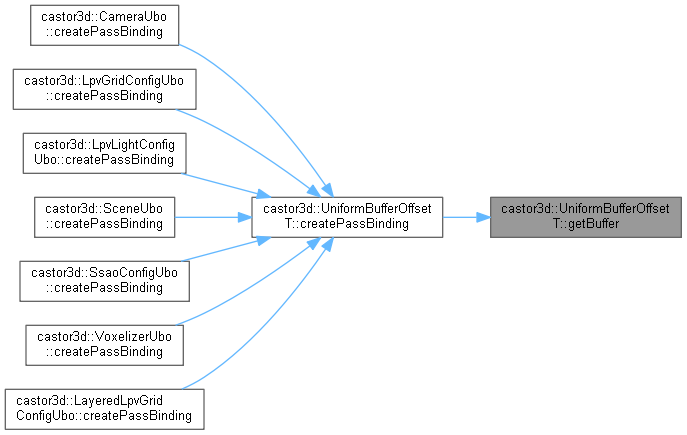 castor3d::CameraUbo
::createPassBinding
castor3d::LpvGridConfigUbo
::createPassBinding
castor3d::LpvLightConfig
Ubo::createPassBinding
castor3d::SceneUbo
::createPassBinding
castor3d::SsaoConfigUbo
::createPassBinding
castor3d::VoxelizerUbo
::createPassBinding
castor3d::LayeredLpvGrid
ConfigUbo::createPassBinding
castor3d::UniformBufferOffset
T::createPassBinding
castor3d::UniformBufferOffset
T::getBuffer